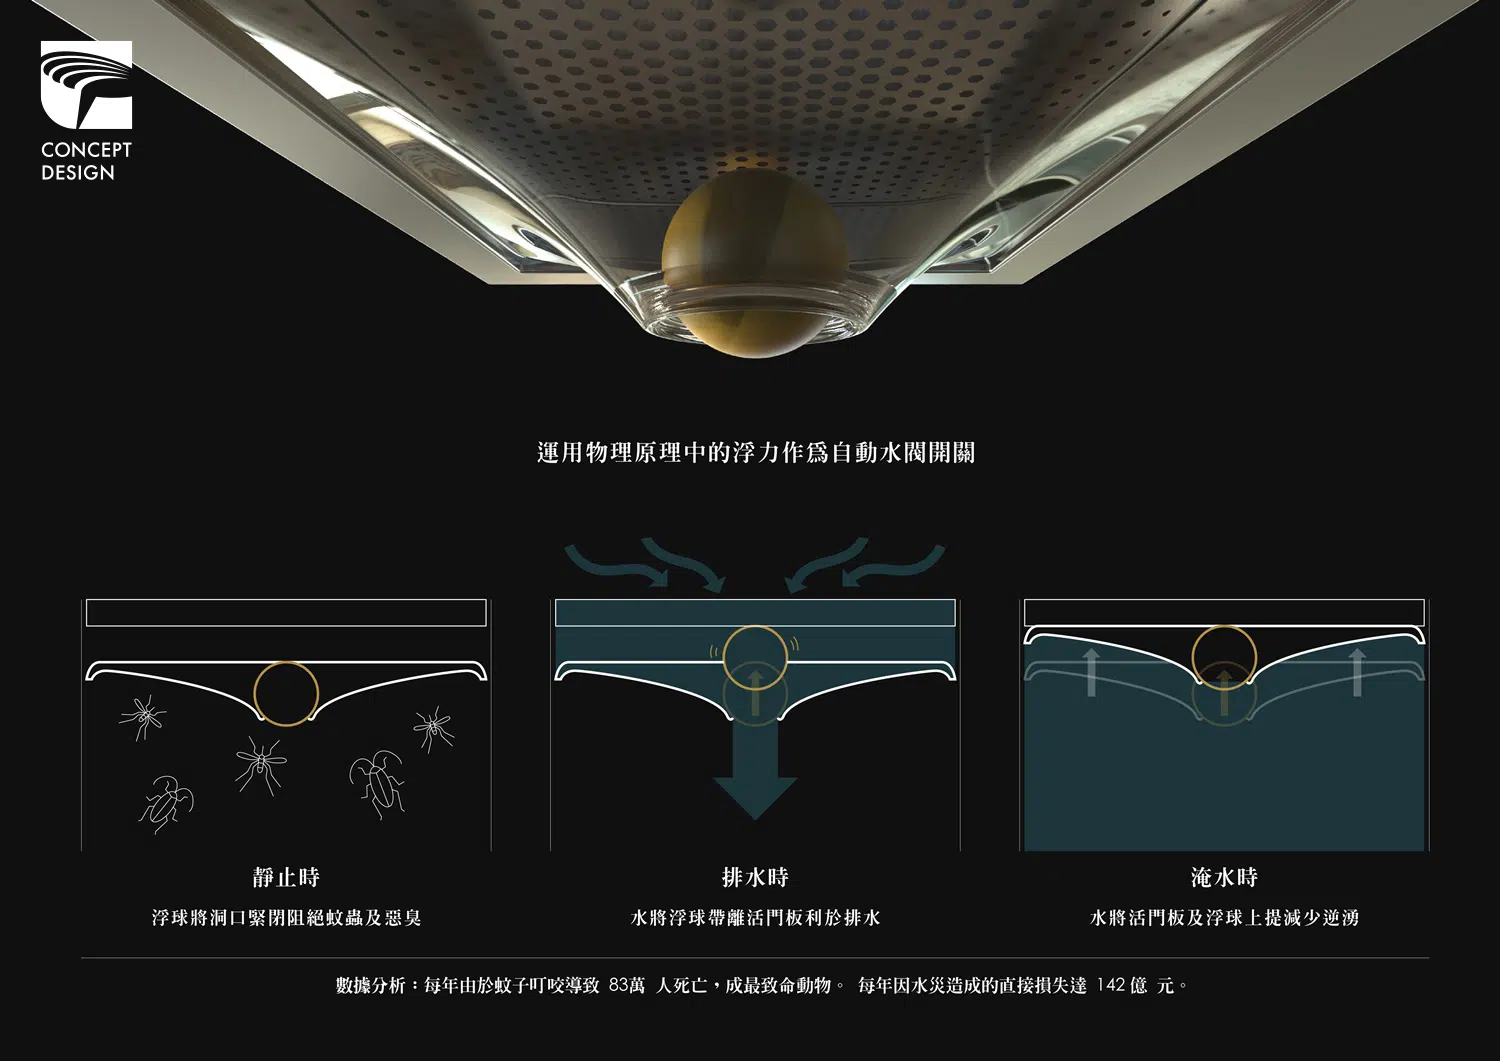 CONCEPT
DESIGN
運用物理原理中的浮力作爲自動水閥開關
靜止時
浮球將洞口緊閉阻絕蚊蟲及惡臭
排水時
水將浮球帶離活門板利於排水
淹水時
水將活門板及浮球上提減少逆湧
數據分析：每年由於蚊子叮咬導致 83萬 人死亡，成最致命動物。 每年因水災造成的直接損失達 142 億 元。